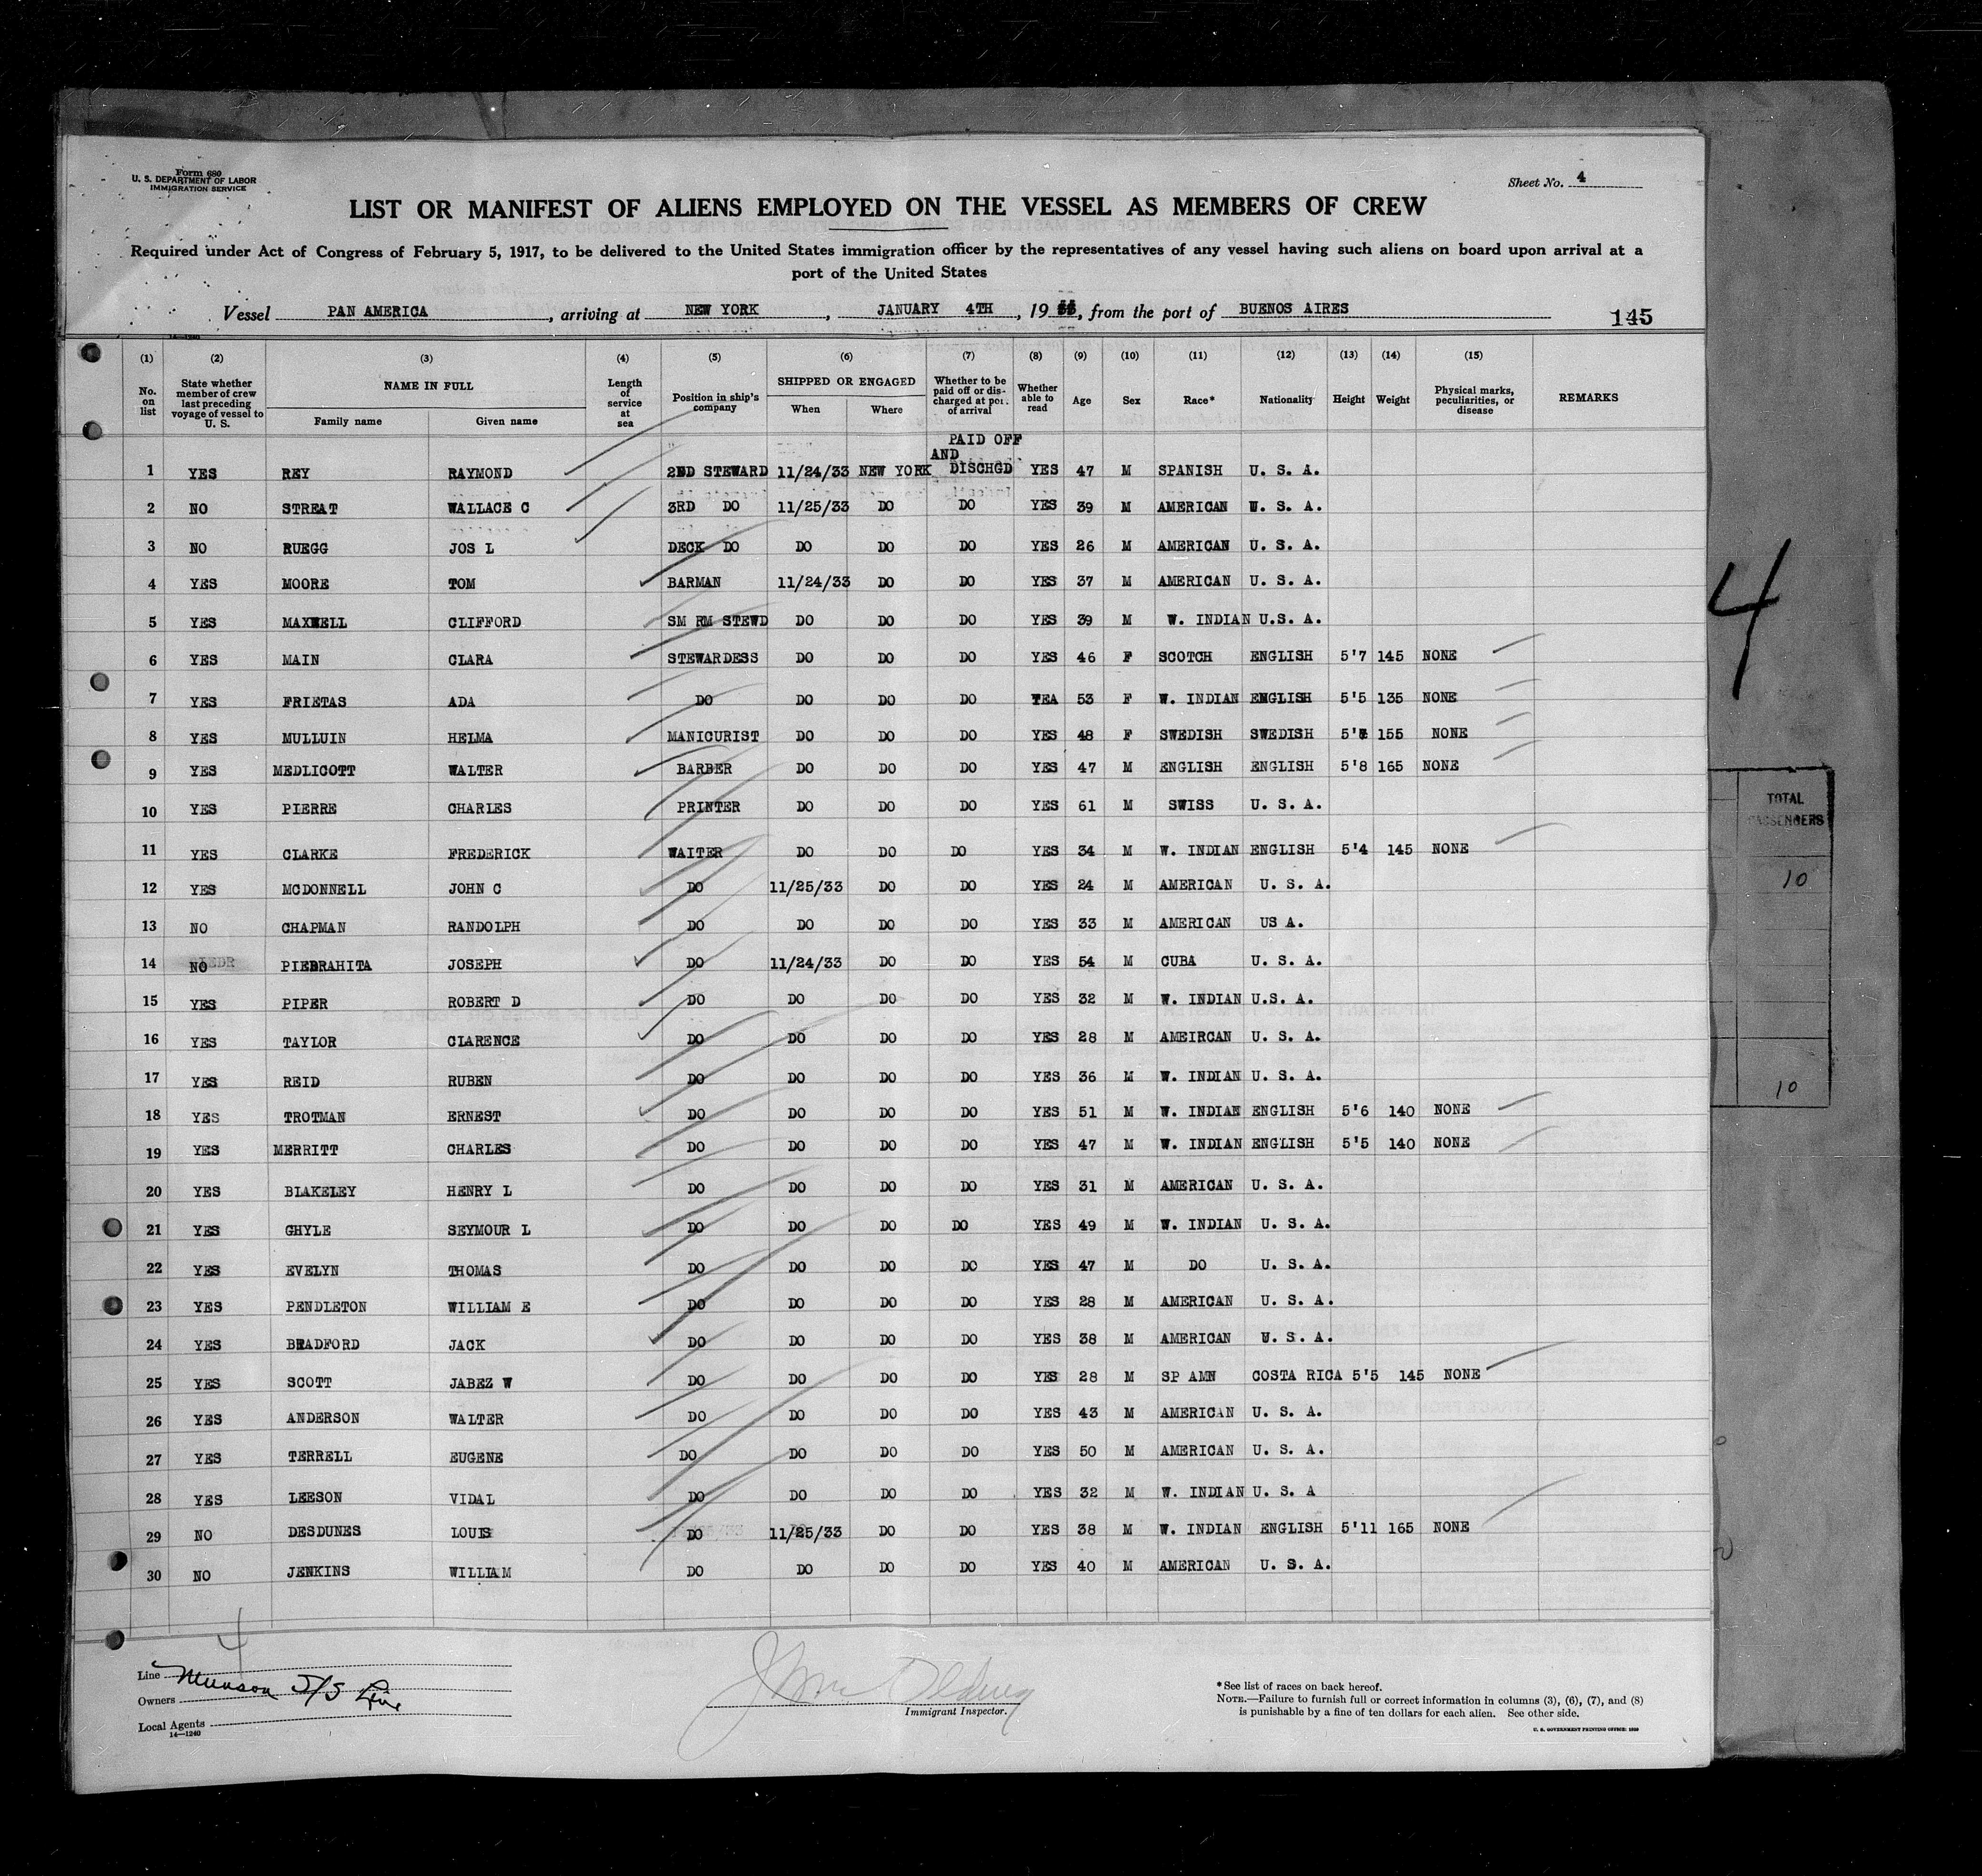 Form 680
U. S. DEPARTMENT OF LABOR
IMMIGRATION SERVICE
Sheet No. 4
LIST OR MANIFEST OF ALIENS EMPLOYED ON THE VESSEL AS MEMBERS OF CREW
Required under Act of Congress of February 5, 1917, to be delivered to the United States immigration officer by the representatives of any vessel having such aliens on board upon arrival at a
port of the United States
Vessel PAN AMERICA, arriving at NEW YORK, JANUARY 4TH, 19, from the port of BUENOS AIRES
145
14—1240
(1) (2) (3) (4) (5) (6) (7) (8) (9) (10) (11) (12) (13) (14) (15)
No. on list State whether member of crew last preceding voyage of vessel to U. S. NAME IN FULL Family name Given name Length of service at sea Position in ship's company SHIPPED OR ENGAGED When Where Whether to be paid off or discharged at port of arrival Whether able to read Age Sex Race* Nationality Height Weight Physical marks, peculiarities, or disease REMARKS
PAID OFF
AND
1 YES REY RAYMOND 2ND STEWARD 11/24/33 NEW YORK DISCHGD YES 47 M SPANISH U. S. A.
2 NO STREAT WALLACE C 3RD DO 11/25/33 DO DO YES 39 M AMERICAN U. S. A.
3 NO RUEGG JOS L DECK DO DO DO DO YES 26 M AMERICAN U. S. A.
4 YES MOORE TOM BARMAN 11/24/33 DO DO YES 37 M AMERICAN U. S. A.
5 YES MAXWELL CLIFFORD SM RM STEWD DO DO DO YES 39 M W. INDIAN U.S. A.
6 YES MAIN CLARA STEWARDESS DO DO DO YES 46 F SCOTCH ENGLISH 5'7 145 NONE
7 YES FRIETAS ADA DO DO DO DO YEA 53 F W. INDIAN ENGLISH 5'5 135 NONE
8 YES MULLUIN HELMA MANICURIST DO DO DO YES 48 F SWEDISH SWEDISH 155 NONE
9 YES MEDLICOTT WALTER BARBER DO DO DO YES 47 M ENGLISH ENGLISH 5'8 165 NONE
10 YES PIERRE CHARLES PRINTER DO DO DO YES 61 M SWISS U. S. A.
11 YES CLARKE FREDERICK WAITER DO DO DO YES 34 M W. INDIAN ENGLISH 5'4 145 NONE
12 YES MCDONNELL JOHN C DO 11/25/33 DO DO YES 24 M AMERICAN U. S. A.
13 NO CHAPMAN RANDOLPH DO DO DO DO YES 33 M AMERICAN US A.
14 NO PIEDRAHITA JOSEPH DO 11/24/33 DO DO YES 54 M CUBA U. S. A.
15 YES PIPER ROBERT D DO DO DO DO YES 32 M W. INDIAN U.S. A.
16 YES TAYLOR CLARENCE DO DO DO DO YES 28 M AMEIRCAN U. S. A.
17 YES REID RUBEN DO DO DO DO YES 36 M W. INDIAN U. S. A.
18 YES TROTMAN ERNEST DO DO DO DO YES 51 M W. INDIAN ENGLISH 5'6 140 NONE
19 YES MERRITT CHARLES DO DO DO DO YES 47 M W. INDIAN ENGLISH 5'5 140 NONE
20 YES BLAKELEY HENRY L DO DO DO DO YES 31 M AMERICAN U. S. A.
21 YES GHYLE SEYMOUR L DO DO DO DO YES 49 M W. INDIAN U. S. A.
22 YES EVELYN THOMAS DO DO DO DO YES 47 M DO U. S. A.
23 YES PENDLETON WILLIAM E DO DO DO DO YES 28 M AMERICAN U. S. A.
24 YES BRADFORD JACK DO DO DO DO YES 38 M AMERICAN U. S. A.
25 YES SCOTT JABEZ W DO DO DO DO YES 28 M SP AMN COSTA RICA 5'5 145 NONE
26 YES ANDERSON WALTER DO DO DO DO YES 43 M AMERICAN U. S. A.
27 YES TERRELL EUGENE DO DO DO DO YES 50 M AMERICAN U. S. A.
28 YES LEESON VIDAL DO DO DO DO YES 32 M W. INDIAN U. S. A
29 NO DESDUNES LOUIS DO 11/25/33 DO DO YES 38 M W. INDIAN ENGLISH 5'11 165 NONE
30 NO JENKINS WILLIAM DO DO DO DO YES 40 M AMERICAN U. S. A.
4
Line Munson S/S Line
Owners
Local Agents
14—1240
Immigrant Inspector.
*See list of races on back hereof.
NOTE.—Failure to furnish full or correct information in columns (3), (6), (7), and (8)
is punishable by a fine of ten dollars for each alien. See other side.
U. S. GOVERNMENT PRINTING OFFICE: 1930
4
TOTAL
PASSENGERS
10
10